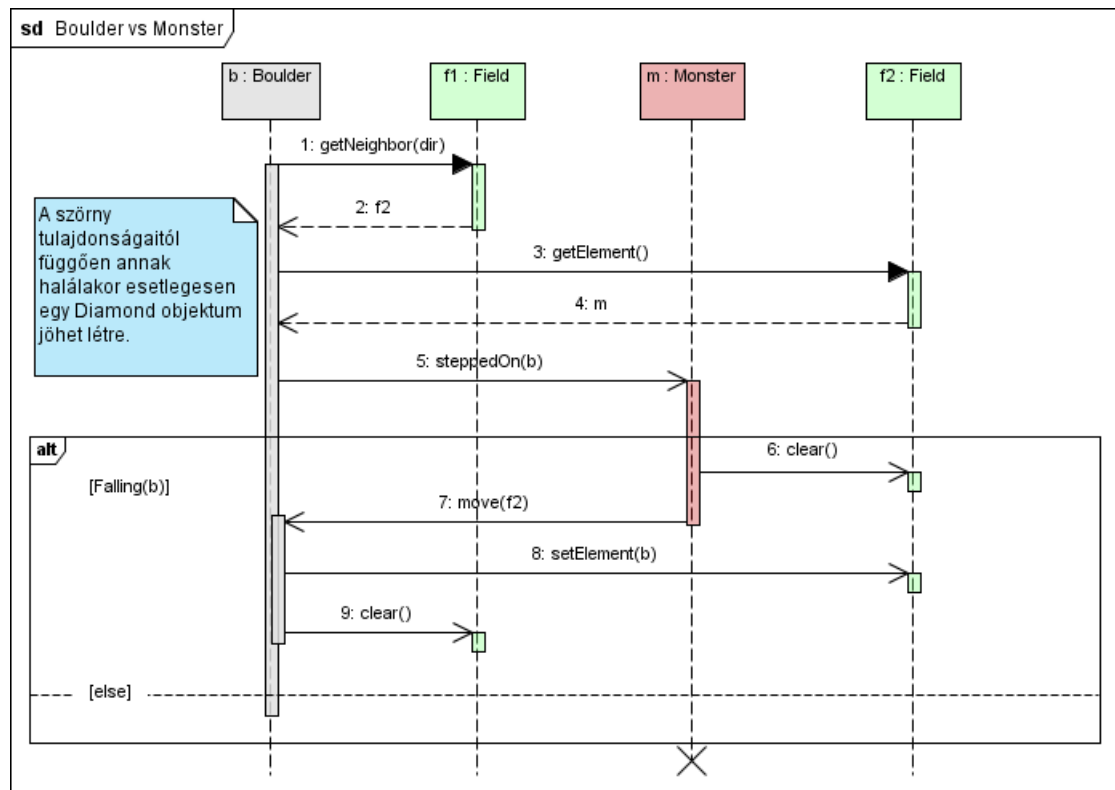 sd Boulder vs Monster
b : Boulder
f1 : Field
m : Monster
f2 : Field
1: getNeighbor(dir)
2: f2
A szörny
tulajdonságaitól
függően annak
halálakor esetlegesen
egy Diamond objektum
jöhet létre.
3: getElement()
4: m
5: steppedOn(b)
alt
6: clear()
[Falling(b)]
7: move(f2)
8: setElement(b)
9: clear()
[else]